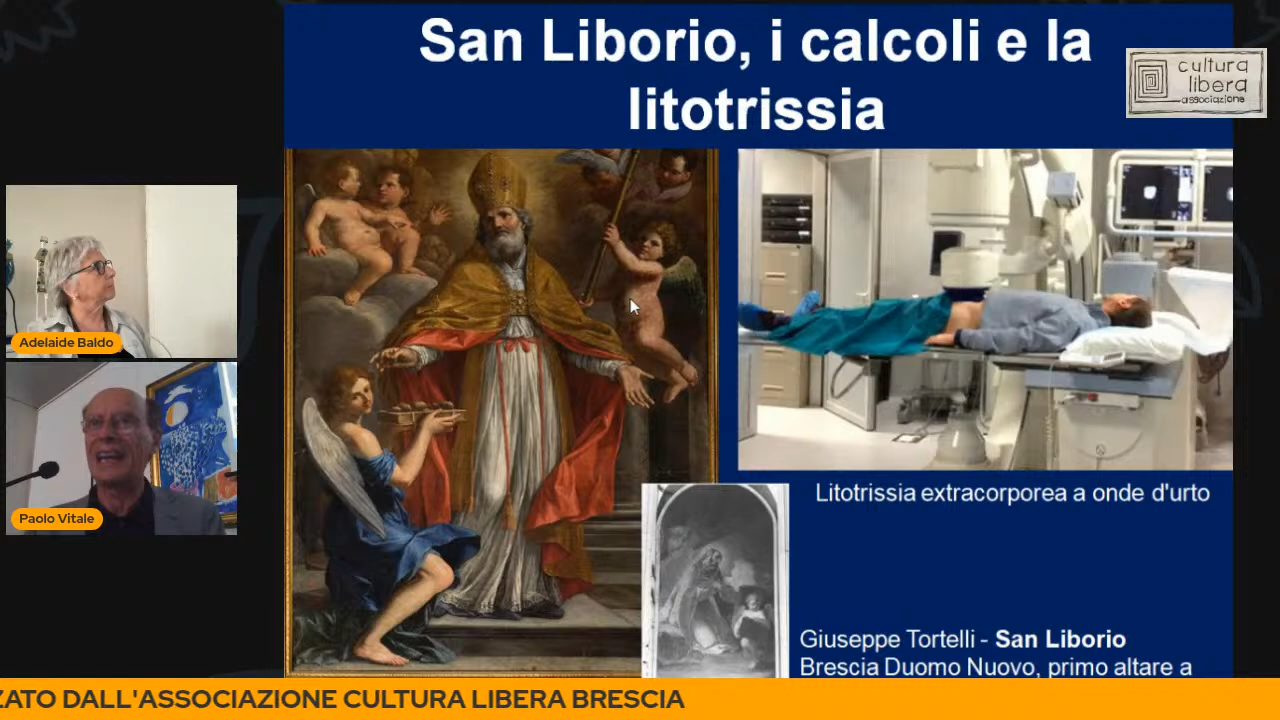 San Liborio, i calcoli e la
litotrissia
cultura
libera
associazione
Adelaide Baldo
Paolo Vitale
Litotrissia extracorporea a onde d'urto
Giuseppe Tortelli - San Liborio
Brescia Duomo Nuovo, primo altare a
ZATO DALL'ASSOCIAZIONE CULTURA LIBERA BRESCIA